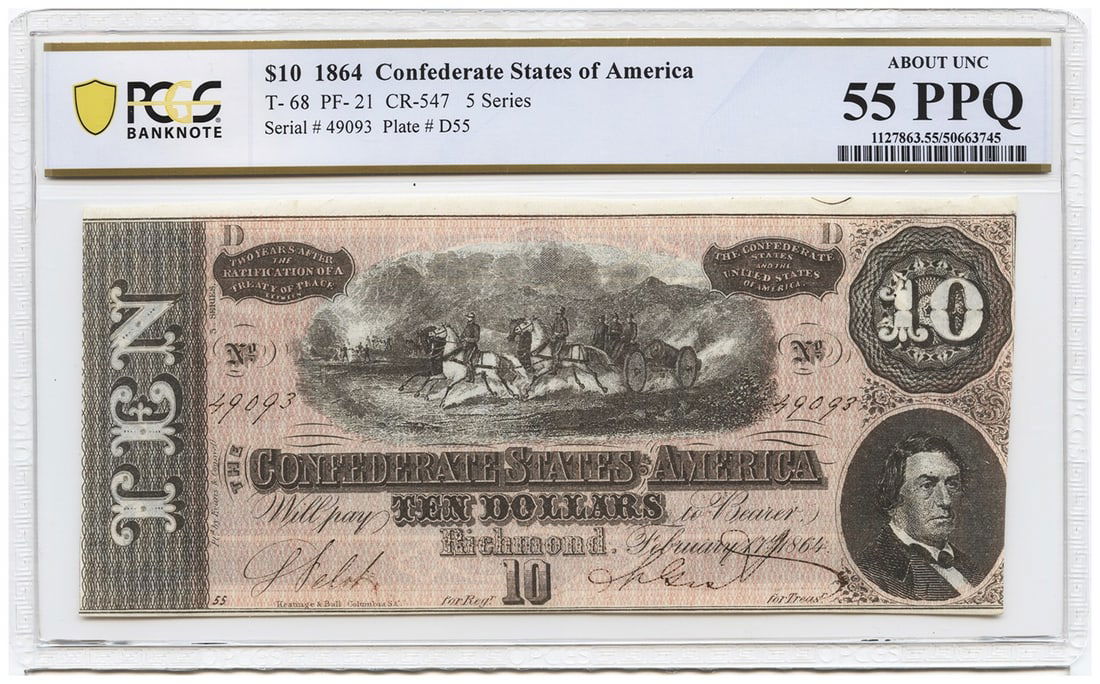 PCGS
BANKNOTE
$10 1864 Confederate States of America
T- 68 PF- 21 CR-547 5 Series
Serial # 49093 Plate # D55
ABOUT UNC
55 PPQ
1127863.55/50663745
D
D
TWO YEARS AFTER
THE
RATIFICATION OF A
TREATY OF PEACE
BETWEEN
THE CONFEDERATE
STATES
AND THE
UNITED STATES
OF AMERICA.
10
TEN
5 SERIES
No
No
49093
49093
THE
CONFEDERATE STATES OF AMERICA
Will pay TEN DOLLARS to Bearer.
Richmond. February 17th 1864
10
55
Keatinge & Ball Columbia S.C.
for Regr
for Treasr